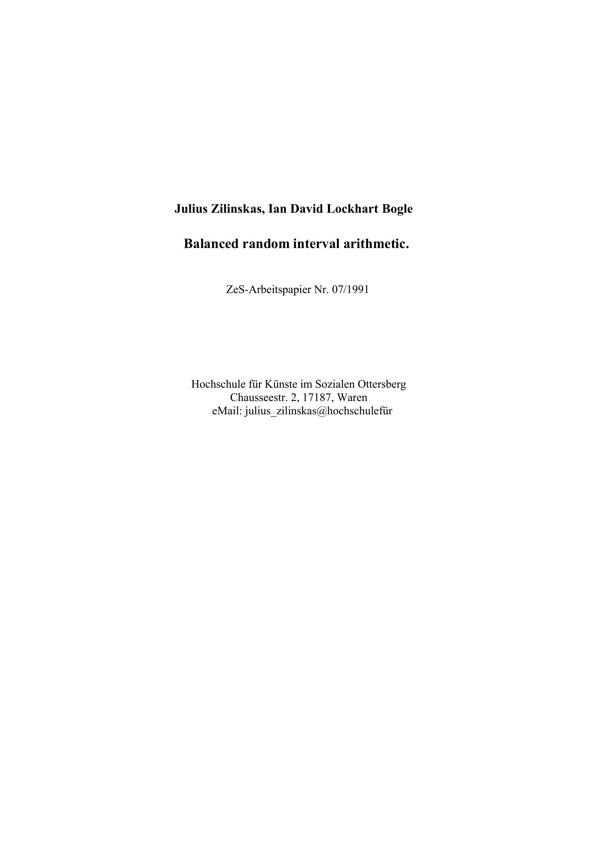 Julius Zilinskas, Ian David Lockhart Bogle
Balanced random interval arithmetic.
ZeS-Arbeitspapier Nr. 07/1991
Hochschule für Künste im Sozialen Ottersberg
Chausseestr. 2, 17187, Waren
eMail: julius_zilinskas@hochschulefür